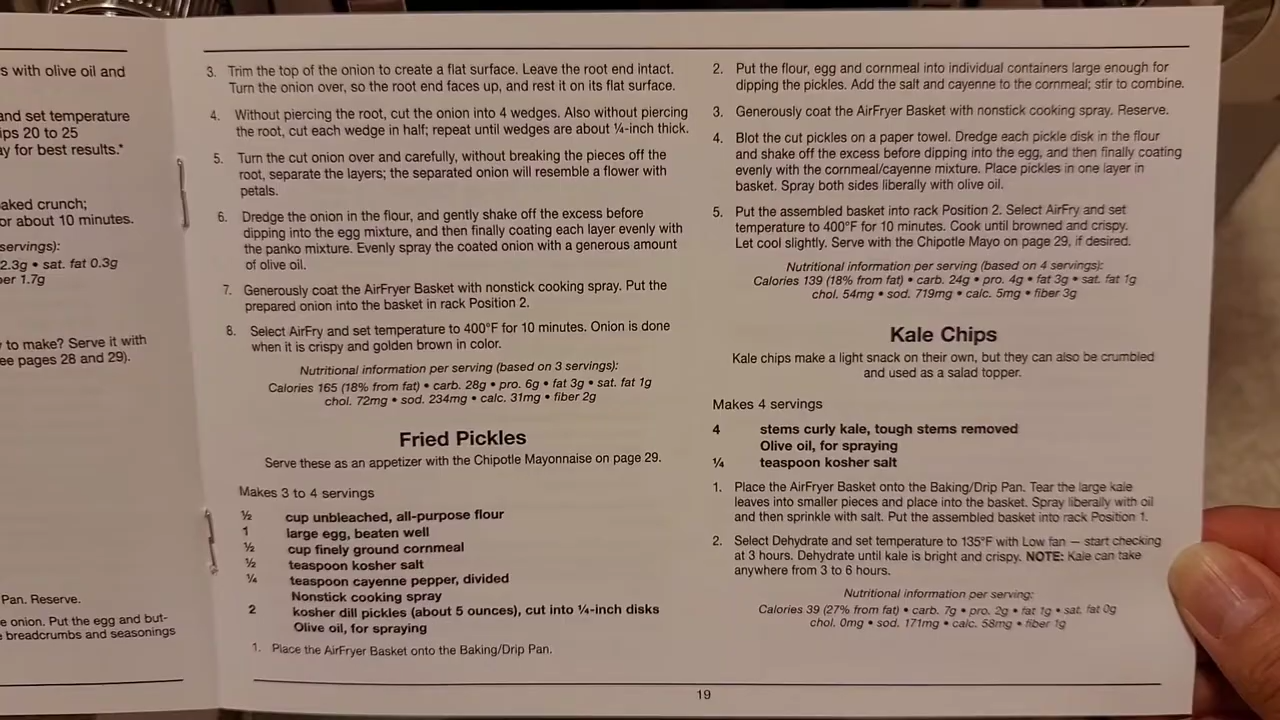 s with olive oil and
and set temperature
ips 20 to 25
ay for best results.*
aked crunch;
or about 10 minutes.
servings):
2.3g • sat. fat 0.3g
er 1.7g
to make? Serve it with
ee pages 28 and 29).
Pan. Reserve.
e onion. Put the egg and but-
breadcrumbs and seasonings
3. Trim the top of the onion to create a flat surface. Leave the root end intact.
Turn the onion over, so the root end faces up, and rest it on its flat surface.
4. Without piercing the root, cut the onion into 4 wedges. Also without piercing
the root, cut each wedge in half; repeat until wedges are about ¼-inch thick.
5. Turn the cut onion over and carefully, without breaking the pieces off the
root, separate the layers; the separated onion will resemble a flower with
petals.
6. Dredge the onion in the flour, and gently shake off the excess before
dipping into the egg mixture, and then finally coating each layer evenly with
the panko mixture. Evenly spray the coated onion with a generous amount
of olive oil.
7. Generously coat the AirFryer Basket with nonstick cooking spray. Put the
prepared onion into the basket in rack Position 2.
8. Select AirFry and set temperature to 400°F for 10 minutes. Onion is done
when it is crispy and golden brown in color.
Nutritional information per serving (based on 3 servings):
Calories 165 (18% from fat) • carb. 28g • pro. 6g • fat 3g • sat. fat 1g
chol. 72mg • sod. 234mg • calc. 31mg • fiber 2g
Fried Pickles
Serve these as an appetizer with the Chipotle Mayonnaise on page 29.
Makes 3 to 4 servings
½ cup unbleached, all-purpose flour
1 large egg, beaten well
½ cup finely ground cornmeal
½ teaspoon kosher salt
¼ teaspoon cayenne pepper, divided
Nonstick cooking spray
2 kosher dill pickles (about 5 ounces), cut into ¼-inch disks
Olive oil, for spraying
1. Place the AirFryer Basket onto the Baking/Drip Pan.
2. Put the flour, egg and cornmeal into individual containers large enough for
dipping the pickles. Add the salt and cayenne to the cornmeal; stir to combine.
3. Generously coat the AirFryer Basket with nonstick cooking spray. Reserve.
4. Blot the cut pickles on a paper towel. Dredge each pickle disk in the flour
and shake off the excess before dipping into the egg, and then finally coating
evenly with the cornmeal/cayenne mixture. Place pickles in one layer in
basket. Spray both sides liberally with olive oil.
5. Put the assembled basket into rack Position 2. Select AirFry and set
temperature to 400°F for 10 minutes. Cook until browned and crispy.
Let cool slightly. Serve with the Chipotle Mayo on page 29, if desired.
Nutritional information per serving (based on 4 servings):
Calories 139 (18% from fat) • carb. 24g • pro. 4g • fat 3g • sat. fat 1g
chol. 54mg • sod. 719mg • calc. 5mg • fiber 3g
Kale Chips
Kale chips make a light snack on their own, but they can also be crumbled
and used as a salad topper.
Makes 4 servings
4 stems curly kale, tough stems removed
Olive oil, for spraying
¼ teaspoon kosher salt
1. Place the AirFryer Basket onto the Baking/Drip Pan. Tear the large kale
leaves into smaller pieces and place into the basket. Spray liberally with oil
and then sprinkle with salt. Put the assembled basket into rack Position 1.
2. Select Dehydrate and set temperature to 135°F with Low fan – start checking
at 3 hours. Dehydrate until kale is bright and crispy. NOTE: Kale can take
anywhere from 3 to 6 hours.
Nutritional information per serving:
Calories 39 (27% from fat) • carb. 7g • pro. 2g • fat 1g • sat. fat 0g
chol. 0mg • sod. 171mg • calc. 58mg • fiber 1g
19